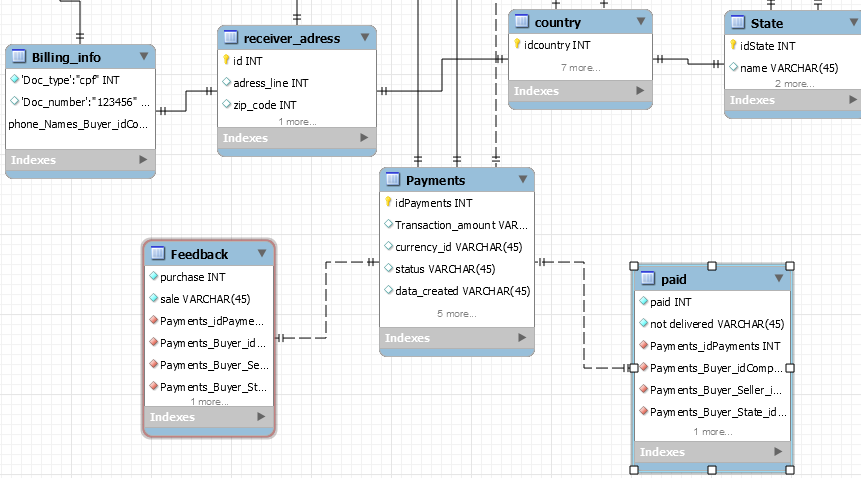 Billing_info
'Doc_type':"cpf" INT
'Doc_number':"123456" ...
phone_Names_Buyer_idCo...
Indexes
receiver_adress
id INT
adress_line INT
zip_code INT
1 more...
Indexes
country
idcountry INT
7 more...
Indexes
State
idState INT
name VARCHAR(45)
2 more...
Indexes
Payments
idPayments INT
Transaction_amount VAR...
currency_id VARCHAR(45)
status VARCHAR(45)
data_created VARCHAR(45)
5 more...
Indexes
Feedback
purchase INT
sale VARCHAR(45)
Payments_idPayme...
Payments_Buyer_id...
Payments_Buyer_Se...
Payments_Buyer_St...
1 more...
Indexes
paid
paid INT
not delivered VARCHAR(45)
Payments_idPayments INT
Payments_Buyer_idComp...
Payments_Buyer_Seller_i...
Payments_Buyer_State_id...
1 more...
Indexes